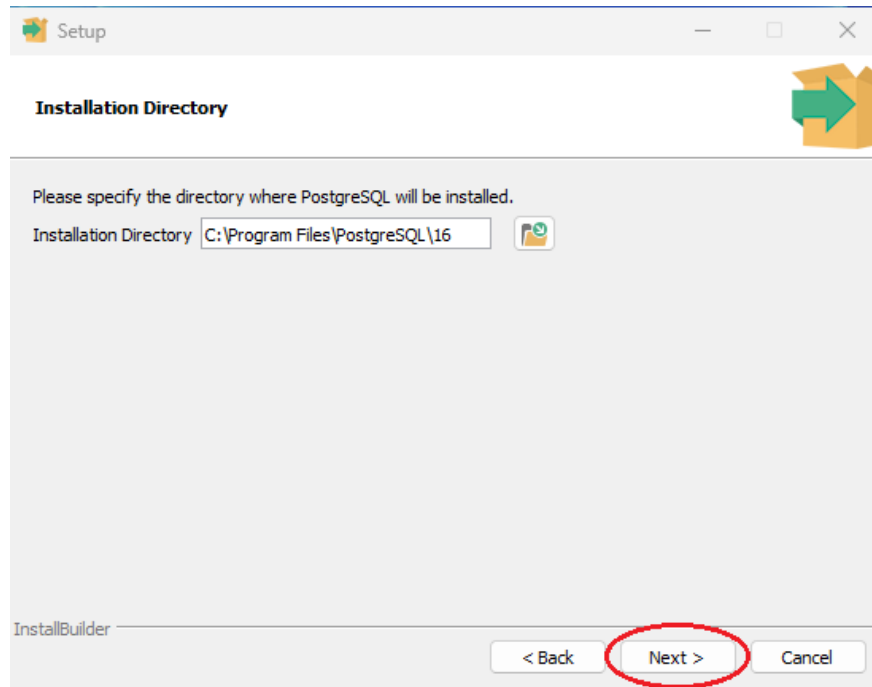 Setup
Installation Directory
Please specify the directory where PostgreSQL will be installed.
Installation Directory C:\Program Files\PostgreSQL\16
InstallBuilder
< Back Next > Cancel